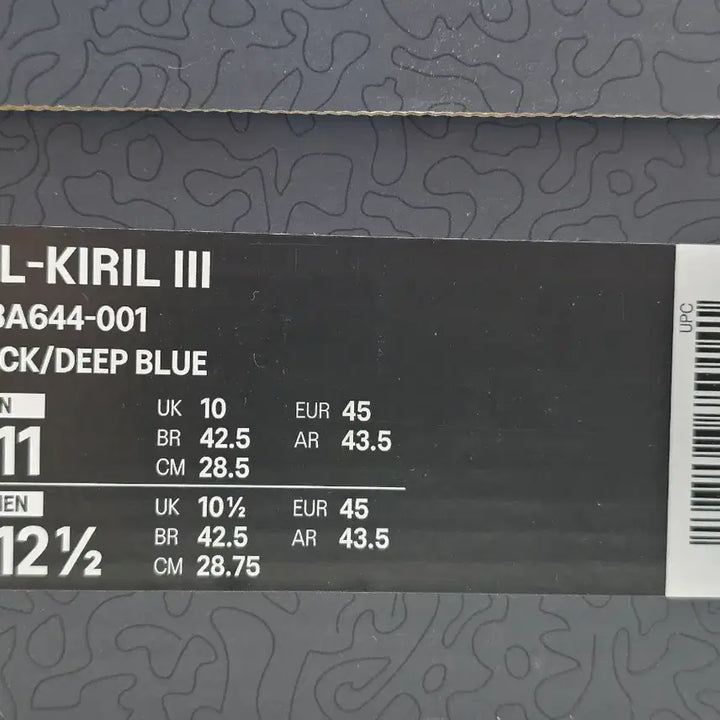 L-KIRIL III
3A644-001
CK/DEEP BLUE
N
UK 10 EUR 45
11
BR 42.5 AR 43.5
CM 28.5
EN
UK 10½ EUR 45
12½
BR 42.5 AR 43.5
CM 28.75
UPC